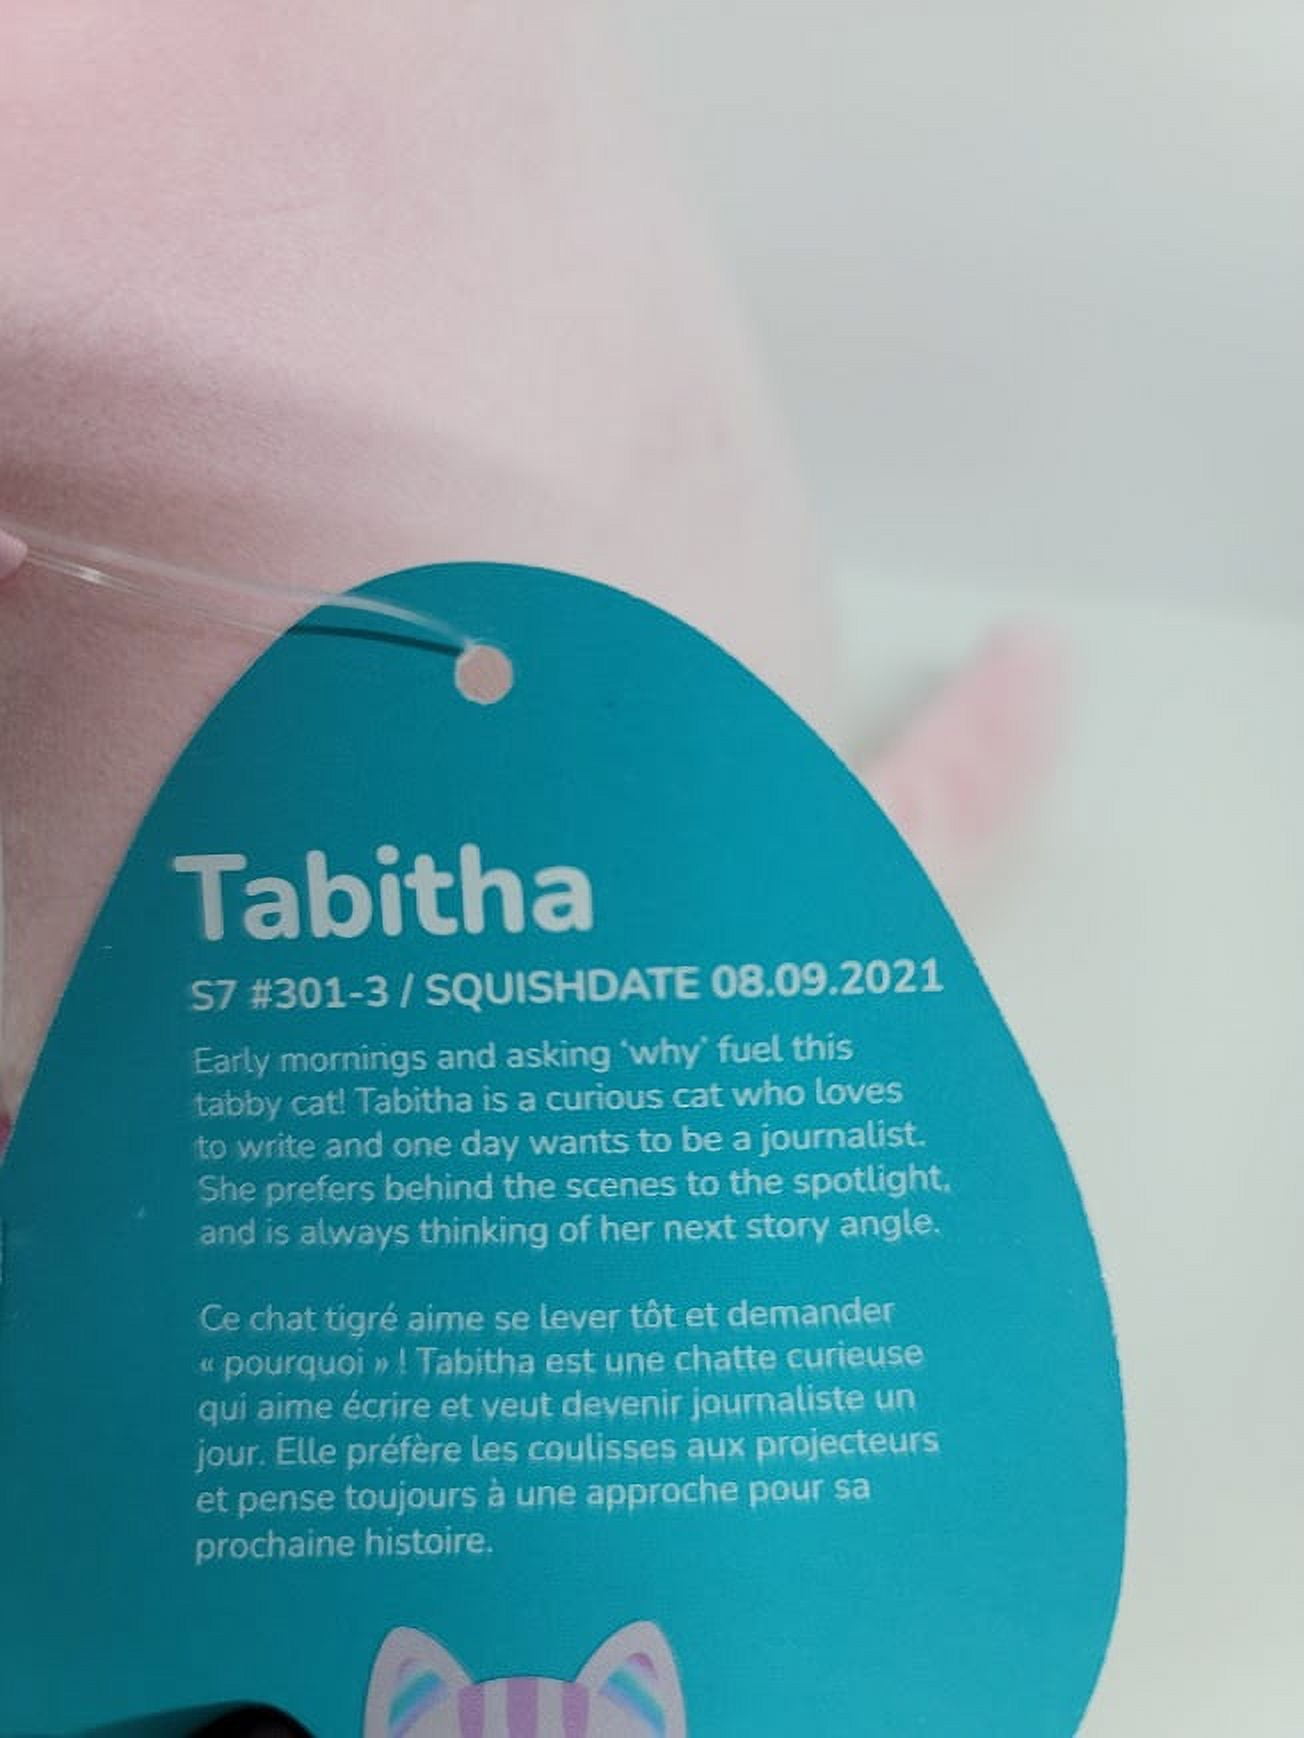 Tabitha
S7 #301-3 / SQUISHDATE 08.09.2021
Early mornings and asking ‘why’ fuel this
tabby cat! Tabitha is a curious cat who loves
to write and one day wants to be a journalist.
She prefers behind the scenes to the spotlight,
and is always thinking of her next story angle.
Ce chat tigré aime se lever tôt et demander
« pourquoi » ! Tabitha est une chatte curieuse
qui aime écrire et veut devenir journaliste un
jour. Elle préfère les coulisses aux projecteurs
et pense toujours à une approche pour sa
prochaine histoire.